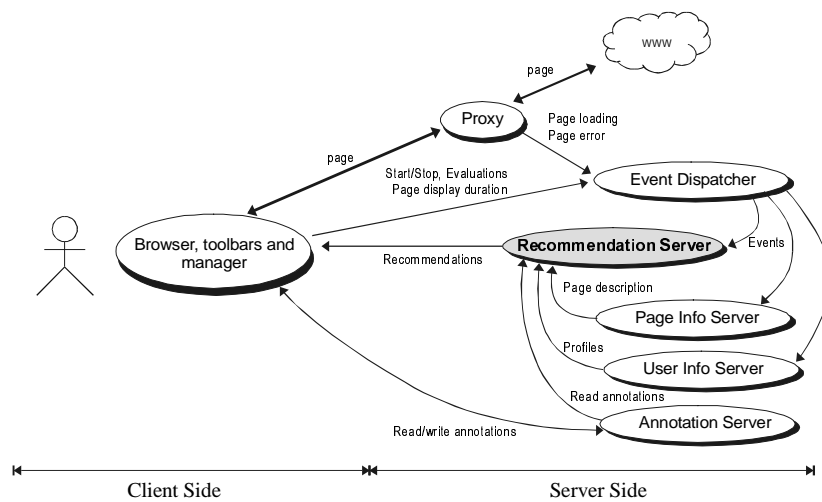 www
page
Proxy
Page loading
Page error
page
Start/Stop, Evaluations
Page display duration
Event Dispatcher
Browser, toolbars and
manager
Recommendation Server
Events
Recommendations
Page description
Page Info Server
Profiles
User Info Server
Read annotations
Annotation Server
Read/write annotations
Client Side
Server Side